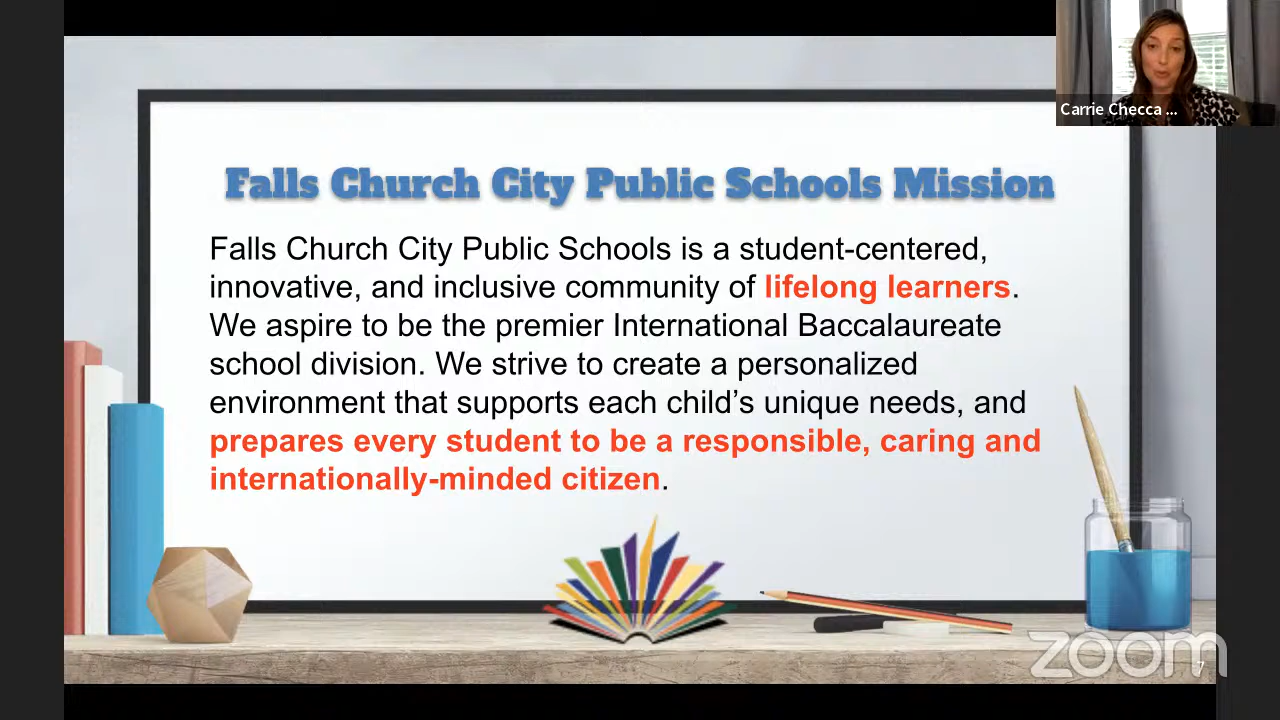 Carrie Checca ...
Falls Church City Public Schools Mission
Falls Church City Public Schools is a student-centered,
innovative, and inclusive community of lifelong learners.
We aspire to be the premier International Baccalaureate
school division. We strive to create a personalized
environment that supports each child’s unique needs, and
prepares every student to be a responsible, caring and
internationally-minded citizen.
zoom
7